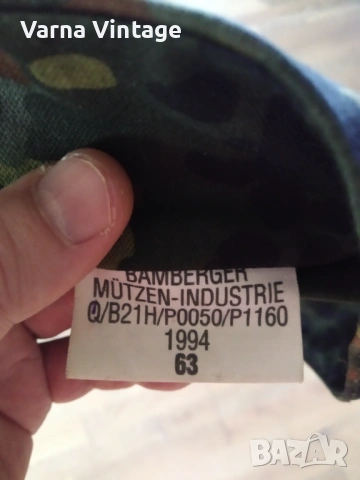 Varna Vintage
BAMBERGER
MÜTZEN-INDUSTRIE
Q/B21H/P0050/P1160
1994
63
BAZAR